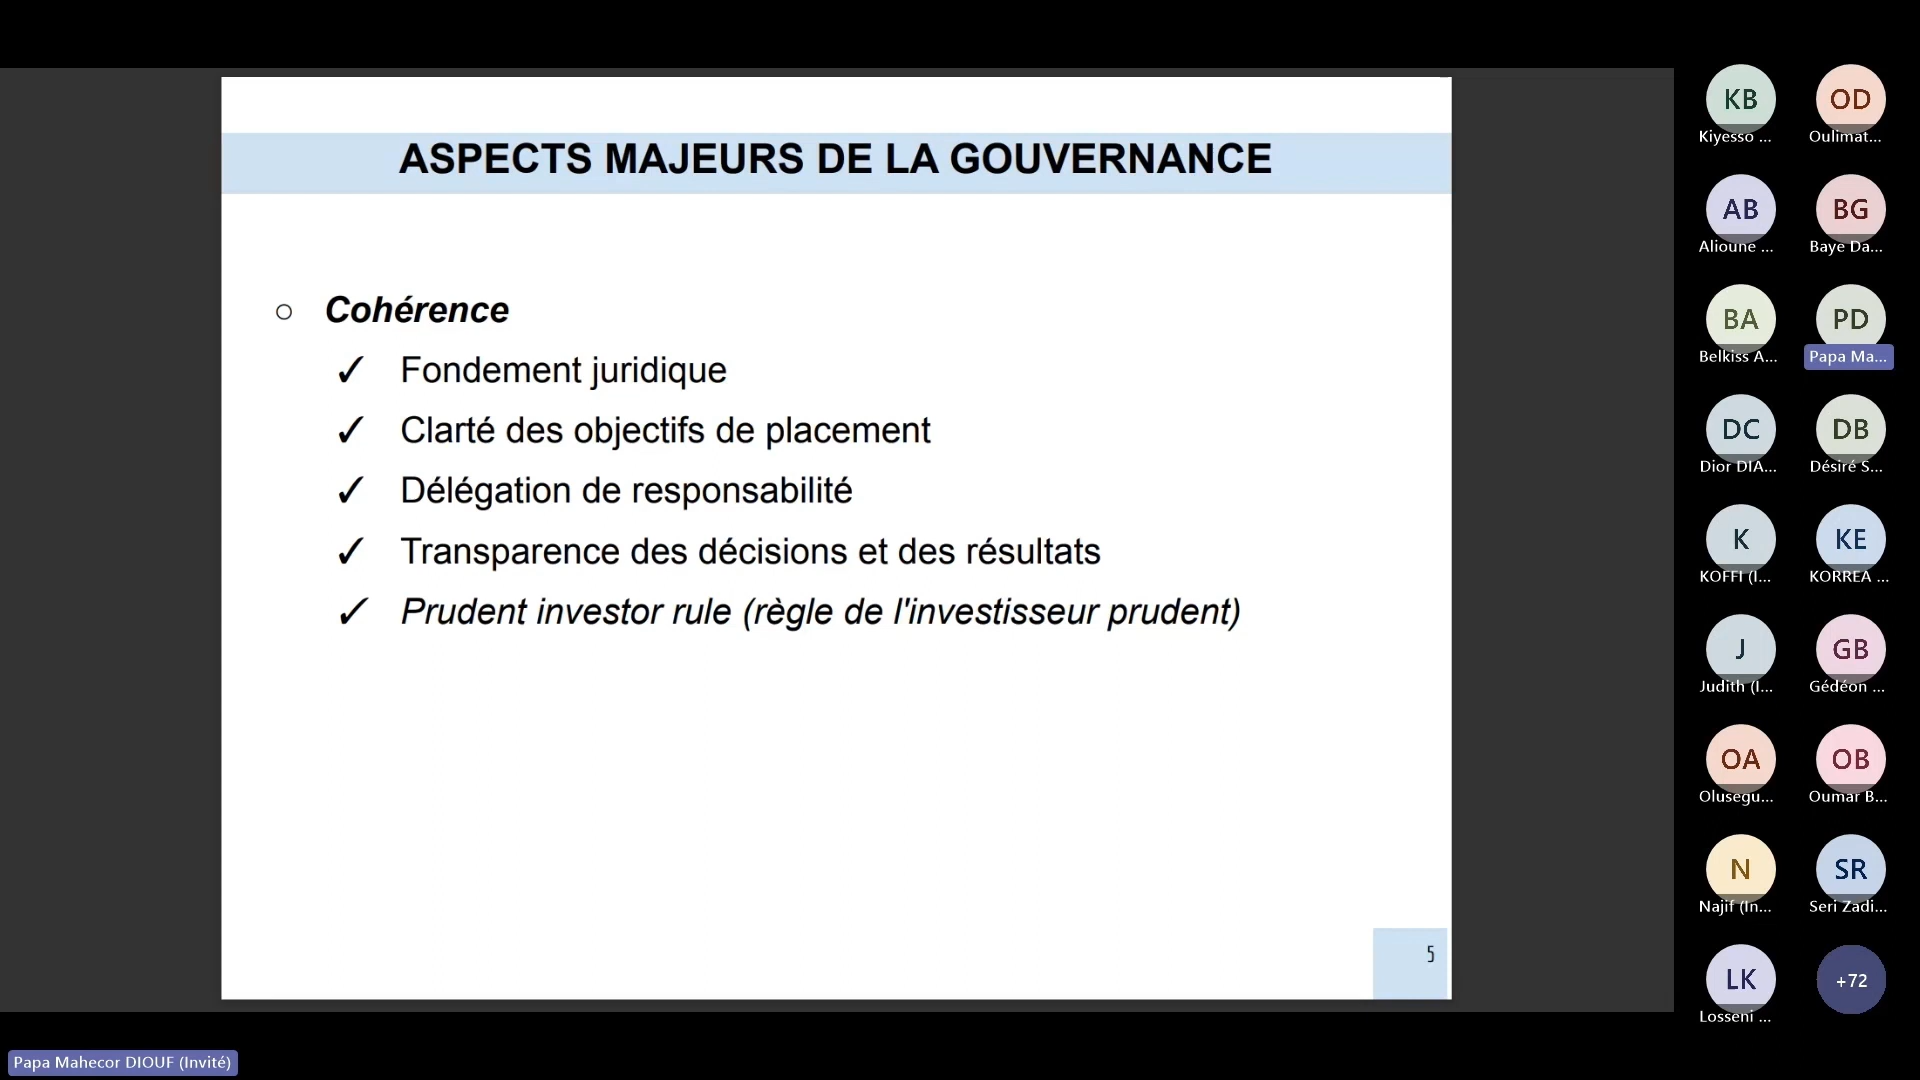 ASPECTS MAJEURS DE LA GOUVERNANCE
Cohérence
✓ Fondement juridique
✓ Clarté des objectifs de placement
✓ Délégation de responsabilité
✓ Transparence des décisions et des résultats
✓ Prudent investor rule (règle de l'investisseur prudent)
5
KB
Kiyesso ...
OD
Oulimat...
AB
Alioune ...
BG
Baye Da...
BA
Belkiss A...
PD
Papa Ma...
DC
Dior DIA...
DB
Désiré S...
K
KOFFI (I...
KE
KORREA ...
J
Judith (I...
GB
Gédéon ...
OA
Olusegu...
OB
Oumar B...
N
Najif (In...
SR
Seri Zadi...
LK
Losseni ...
+72
Papa Mahecor DIOUF (Invité)